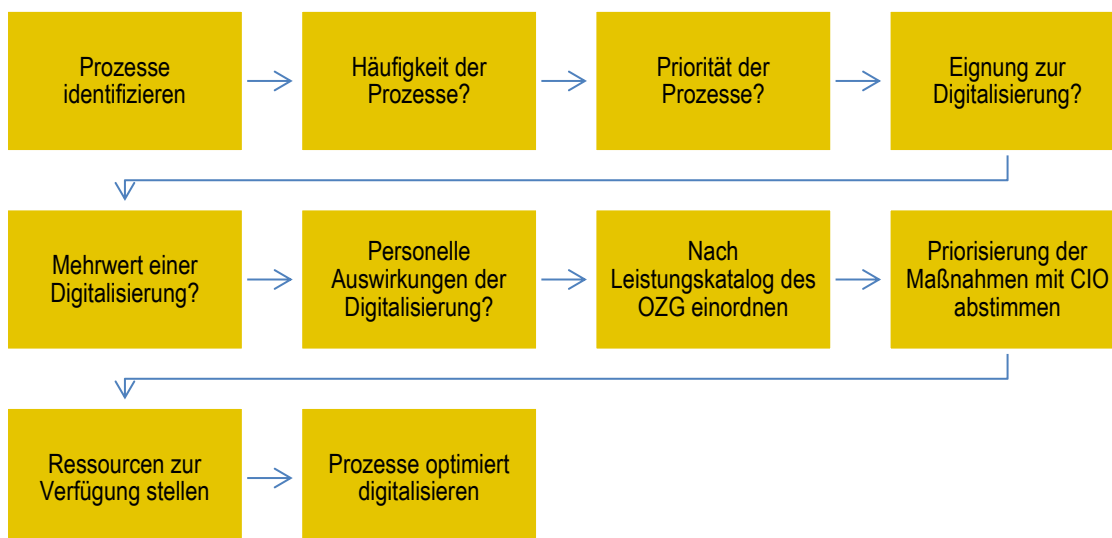 Prozesse
identifizieren
Häufigkeit der
Prozesse?
Priorität der
Prozesse?
Eignung zur
Digitalisierung?
Mehrwert einer
Digitalisierung?
Personelle
Auswirkungen der
Digitalisierung?
Nach
Leistungskatalog des
OZG einordnen
Priorisierung der
Maßnahmen mit CIO
abstimmen
Ressourcen zur
Verfügung stellen
Prozesse optimiert
digitalisieren